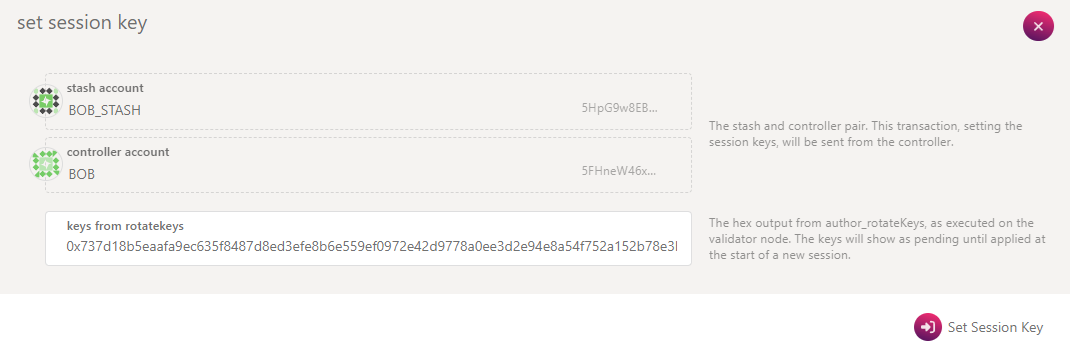 set session key
stash account
BOB_STASH
5HpG9w8EB...
The stash and controller pair. This transaction, setting the
session keys, will be sent from the controller.
controller account
BOB
5FHneW46x...
keys from rotatekeys
0x737d18b5eaafa9ec635f8487d8ed3efe8b6e559ef0972e42d9778a0ee3d2e94e8a54f752a152b78e3
The hex output from author_rotateKeys, as executed on the
validator node. The keys will show as pending until applied at
the start of a new session.
Set Session Key